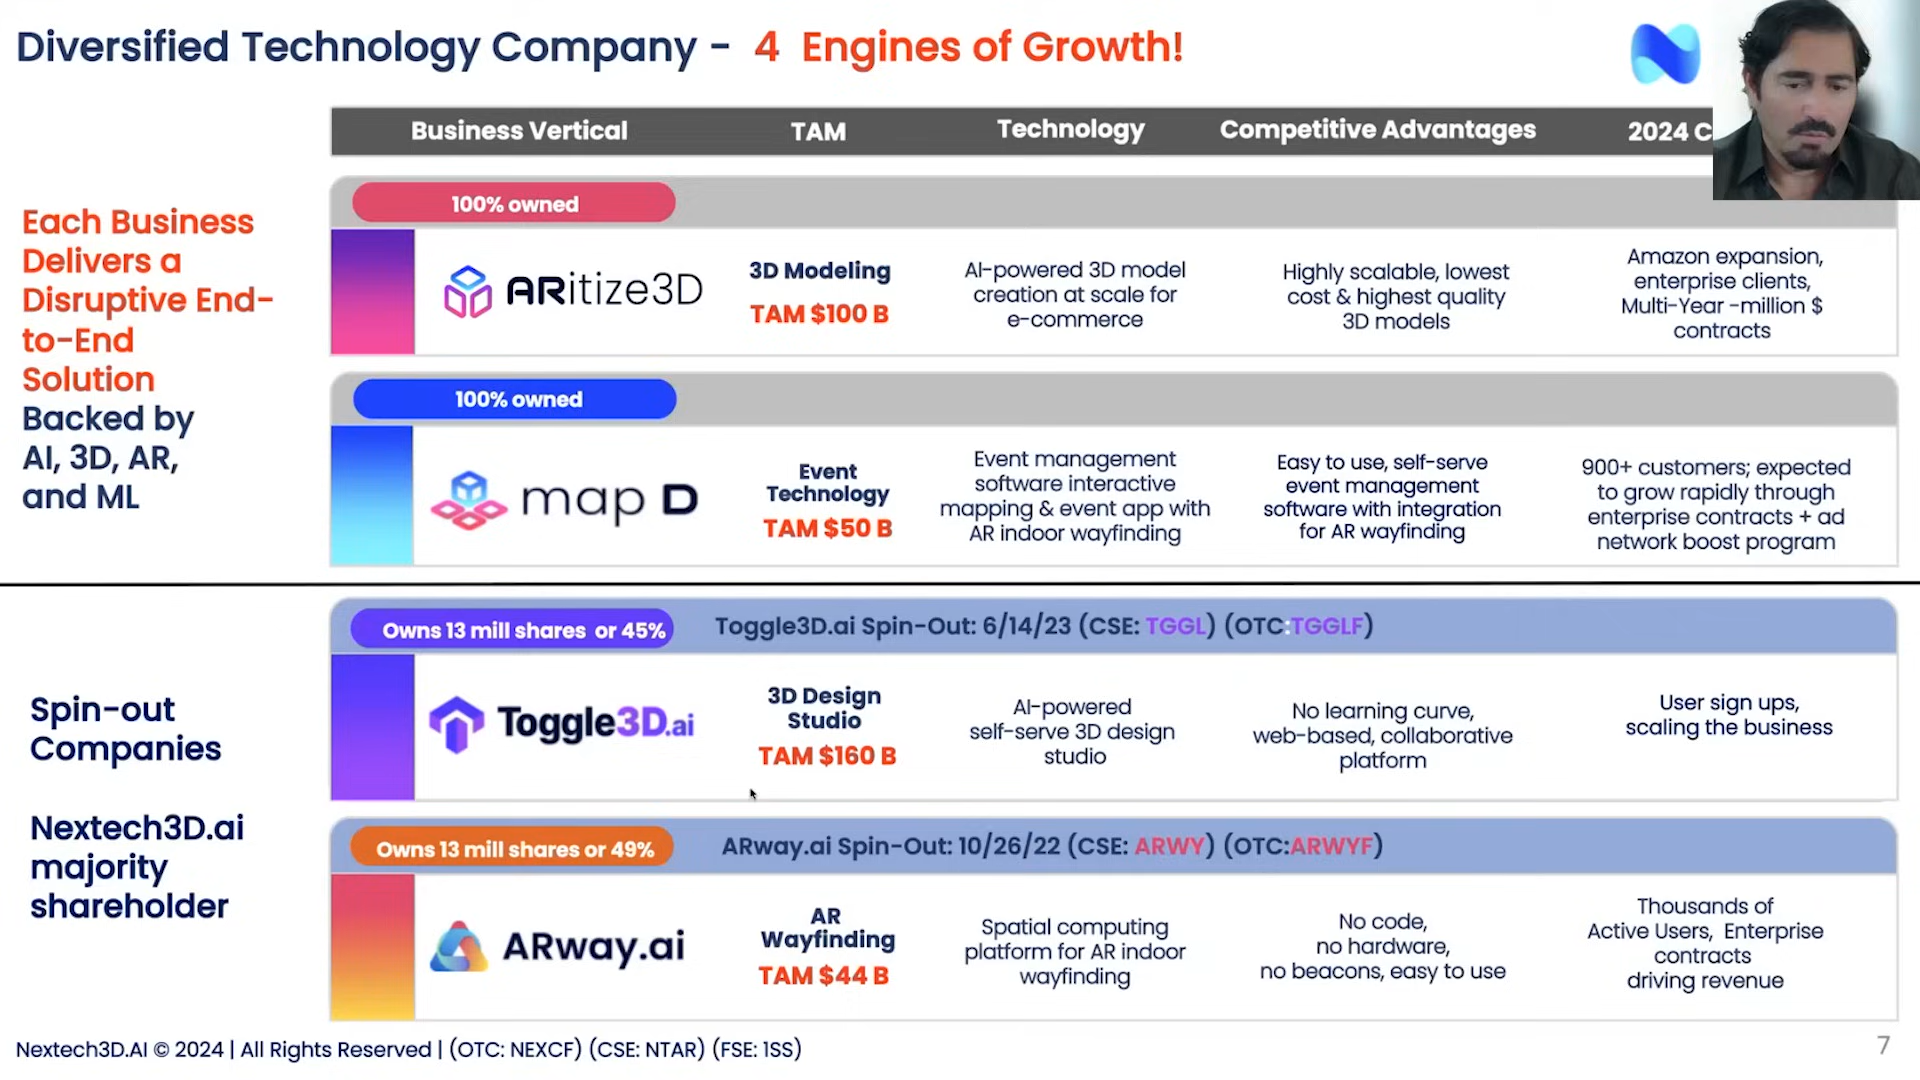 Diversified Technology Company - 4 Engines of Growth!
Business Vertical
TAM
Technology
Competitive Advantages
2024 C
Each Business
Delivers a
Disruptive End-
to-End
Solution
Backed by
AI, 3D, AR,
and ML
100% owned
ARitize3D
3D Modeling
TAM $100 B
AI-powered 3D model
creation at scale for
e-commerce
Highly scalable, lowest
cost & highest quality
3D models
Amazon expansion,
enterprise clients,
Multi-Year -million $
contracts
100% owned
map D
Event
Technology
TAM $50 B
Event management
software interactive
mapping & event app with
AR indoor wayfinding
Easy to use, self-serve
event management
software with integration
for AR wayfinding
900+ customers; expected
to grow rapidly through
enterprise contracts + ad
network boost program
Spin-out
Companies
Nextech3D.ai
majority
shareholder
Owns 13 mill shares or 45%
Toggle3D.ai Spin-Out: 6/14/23 (CSE: TGGL) (OTC:TGGLF)
Toggle3D.ai
3D Design
Studio
TAM $160 B
AI-powered
self-serve 3D design
studio
No learning curve,
web-based, collaborative
platform
User sign ups,
scaling the business
Owns 13 mill shares or 49%
ARway.ai Spin-Out: 10/26/22 (CSE: ARWY) (OTC:ARWYF)
ARway.ai
AR
Wayfinding
TAM $44 B
Spatial computing
platform for AR indoor
wayfinding
No code,
no hardware,
no beacons, easy to use
Thousands of
Active Users, Enterprise
contracts
driving revenue
Nextech3D.AI © 2024 | All Rights Reserved | (OTC: NEXCF) (CSE: NTAR) (FSE: 1SS)
7